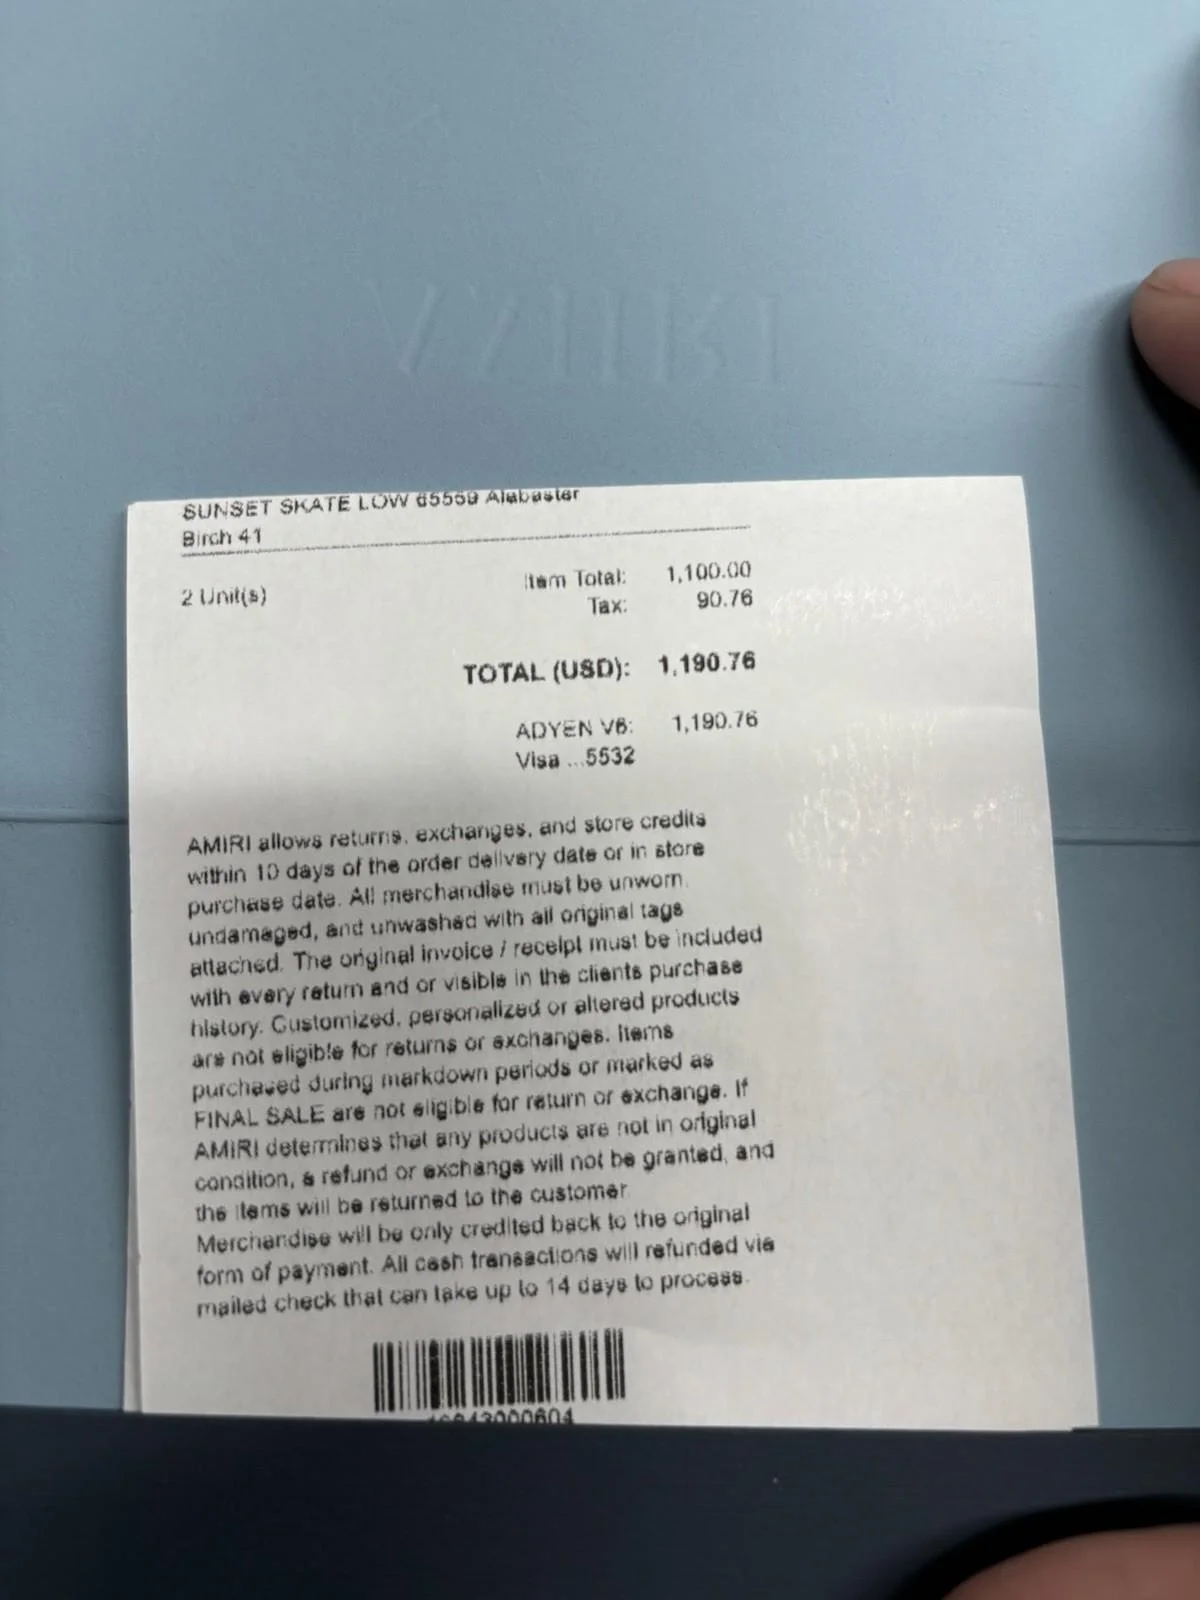 AMIRI
SUNSET SKATE LOW 65559 Alabaster
Birch 41
2 Unit(s)
Item Total: 1,100.00
Tax: 90.76
TOTAL (USD): 1,190.76
ADYEN V6: 1,190.76
Visa ...5532
AMIRI allows returns, exchanges, and store credits
within 10 days of the order delivery date or in store
purchase date. All merchandise must be unworn,
undamaged, and unwashed with all original tags
attached. The original invoice / receipt must be included
with every return and or visible in the clients purchase
history. Customized, personalized or altered products
are not eligible for returns or exchanges. Items
purchased during markdown periods or marked as
FINAL SALE are not eligible for return or exchange. If
AMIRI determines that any products are not in original
condition, a refund or exchange will not be granted, and
the items will be returned to the customer.
Merchandise will be only credited back to the original
form of payment. All cash transactions will refunded via
mailed check that can take up to 14 days to process.